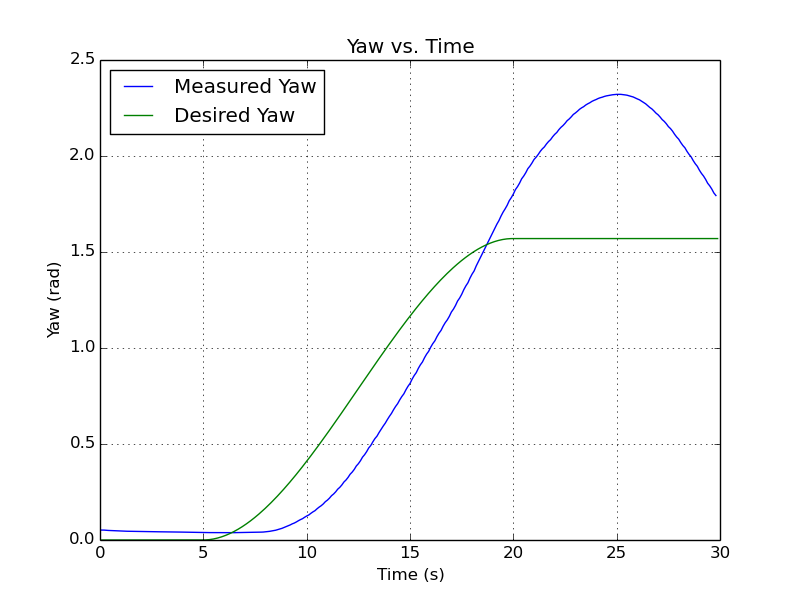 Yaw vs. Time
Measured Yaw
Desired Yaw
2.5
2.0
1.5
1.0
0.5
0.0
Yaw (rad)
0 5 10 15 20 25 30
Time (s)